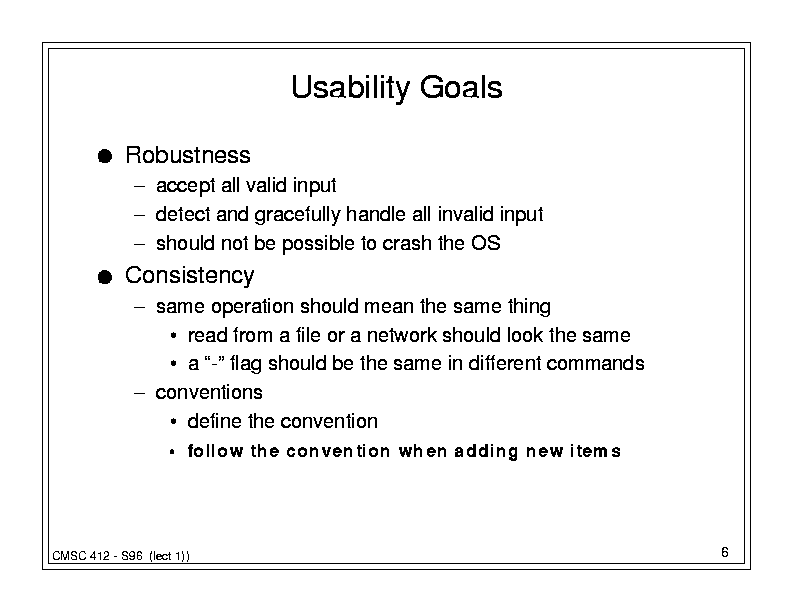 Usability Goals
● Robustness
– accept all valid input
– detect and gracefully handle all invalid input
– should not be possible to crash the OS
● Consistency
– same operation should mean the same thing
• read from a file or a network should look the same
• a “-” flag should be the same in different commands
– conventions
• define the convention
• follow the convention when adding new items
CMSC 412 - S96 (lect 1))
6